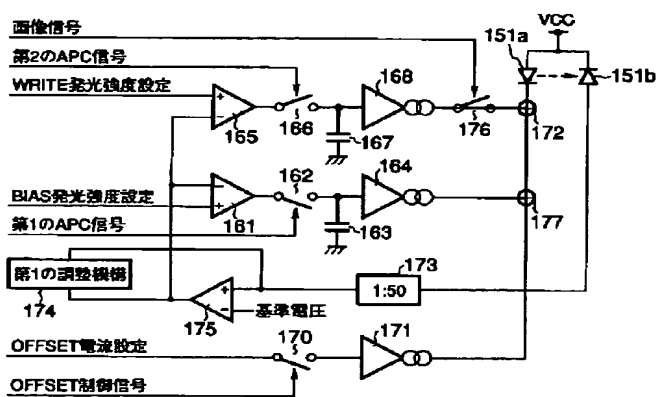 画像信号
第2のAPC信号
WRITE発光強度設定
VCC
151a
151b
168
165
166
167
176
172
BIAS発光強度設定
第1のAPC信号
162
164
161
163
177
第1の調整機構
174
175
173
1:50
基準電圧
170
171
OFFSET電流設定
OFFSET制御信号